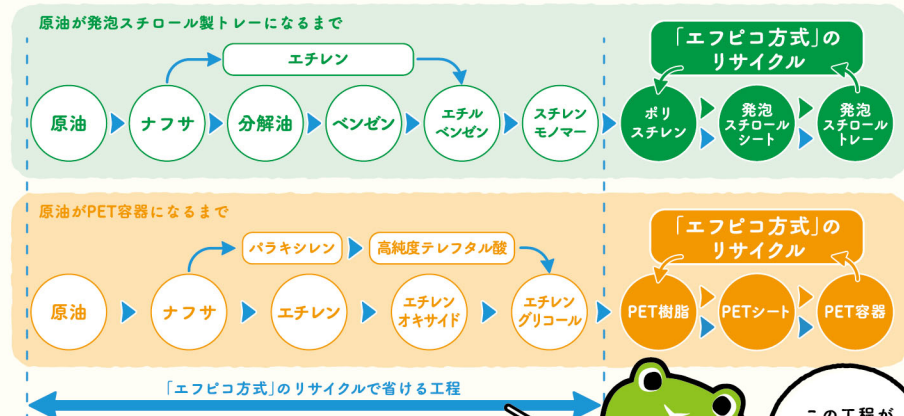 原油が発泡スチロール製トレーになるまで
「エフピコ方式」の
リサイクル
エチレン
原油
ナフサ
分解油
ベンゼン
エチル
ベンゼン
スチレン
モノマー
ポリ
スチレン
発泡
スチロール
シート
発泡
スチロール
トレー
原油がPET容器になるまで
「エフピコ方式」の
リサイクル
パラキシレン
高純度テレフタル酸
原油
ナフサ
エチレン
エチレン
オキサイド
エチレン
グリコール
PET樹脂
PETシート
PET容器
「エフピコ方式」のリサイクルで省ける工程
この工程が